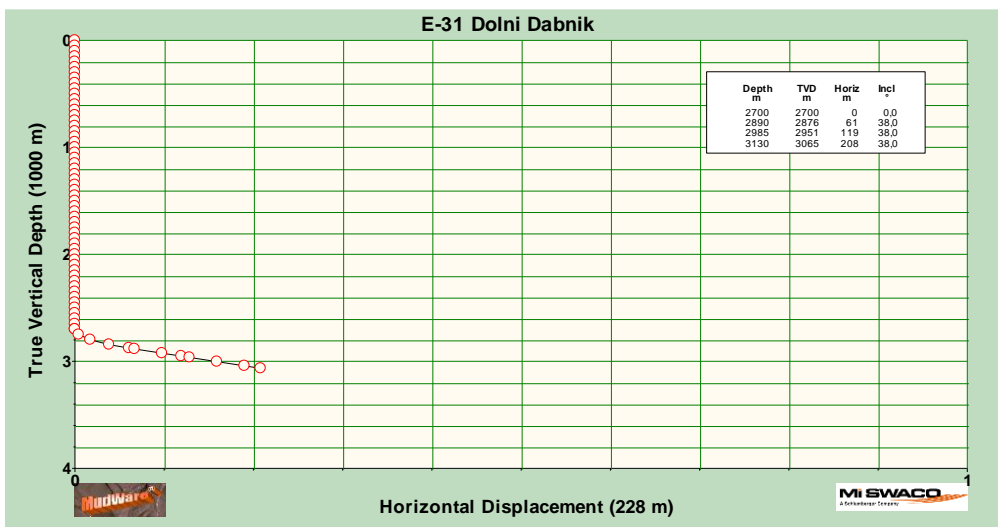 E-31 Dolni Dabnik
True Vertical Depth (1000 m)
0
1
2
3
4
Depth TVD Horiz Incl
m m m °
2700 2700 0 0,0
2890 2876 61 38,0
2985 2951 119 38,0
3130 3065 208 38,0
0 1
MudWare
Horizontal Displacement (228 m)
Mi SWACO
A Schlumberger Company